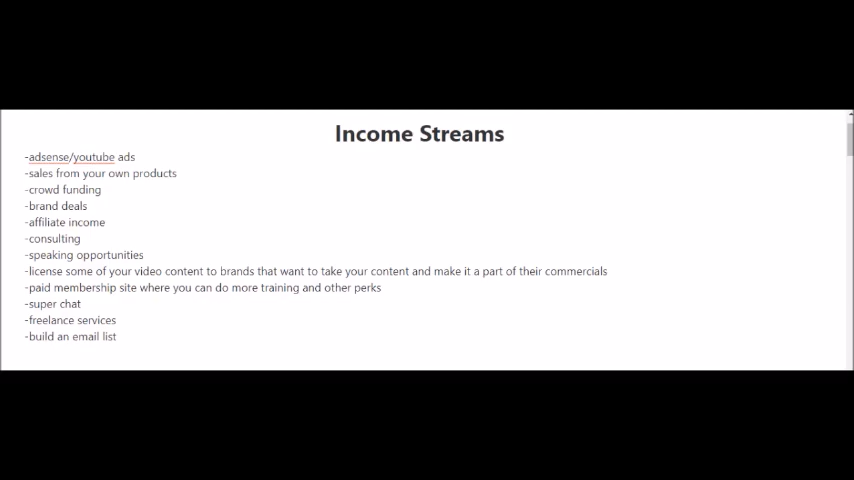 Income Streams
-adsense/youtube ads
-sales from your own products
-crowd funding
-brand deals
-affiliate income
-consulting
-speaking opportunities
-license some of your video content to brands that want to take your content and make it a part of their commercials
-paid membership site where you can do more training and other perks
-super chat
-freelance services
-build an email list